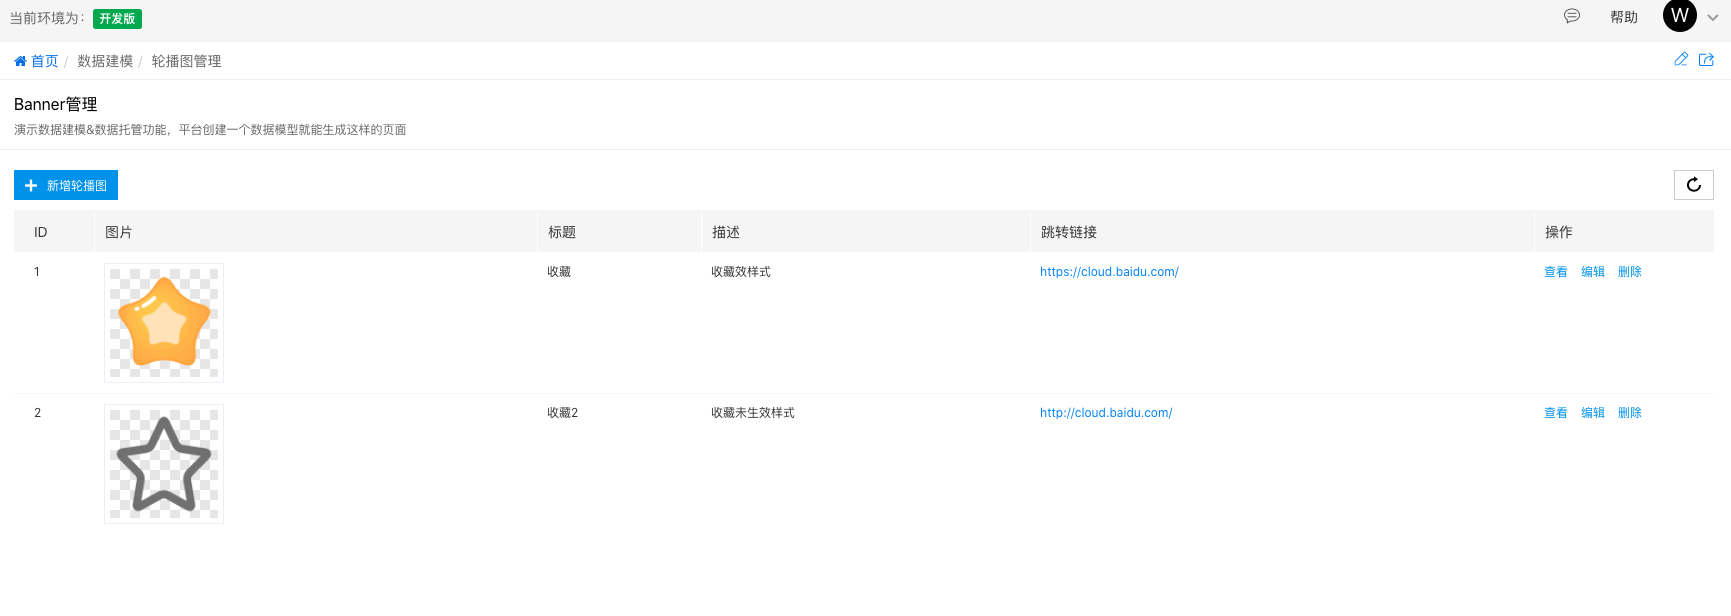 当前环境为： 开发版 帮助 W
首页 / 数据建模 / 轮播图管理
Banner管理
演示数据建模&数据托管功能，平台创建一个数据模型就能生成这样的页面
新增轮播图
ID 图片 标题 描述 跳转链接 操作
1 收藏 收藏效样式 https://cloud.baidu.com/ 查看 编辑 删除
2 收藏2 收藏未生效样式 http://cloud.baidu.com/ 查看 编辑 删除